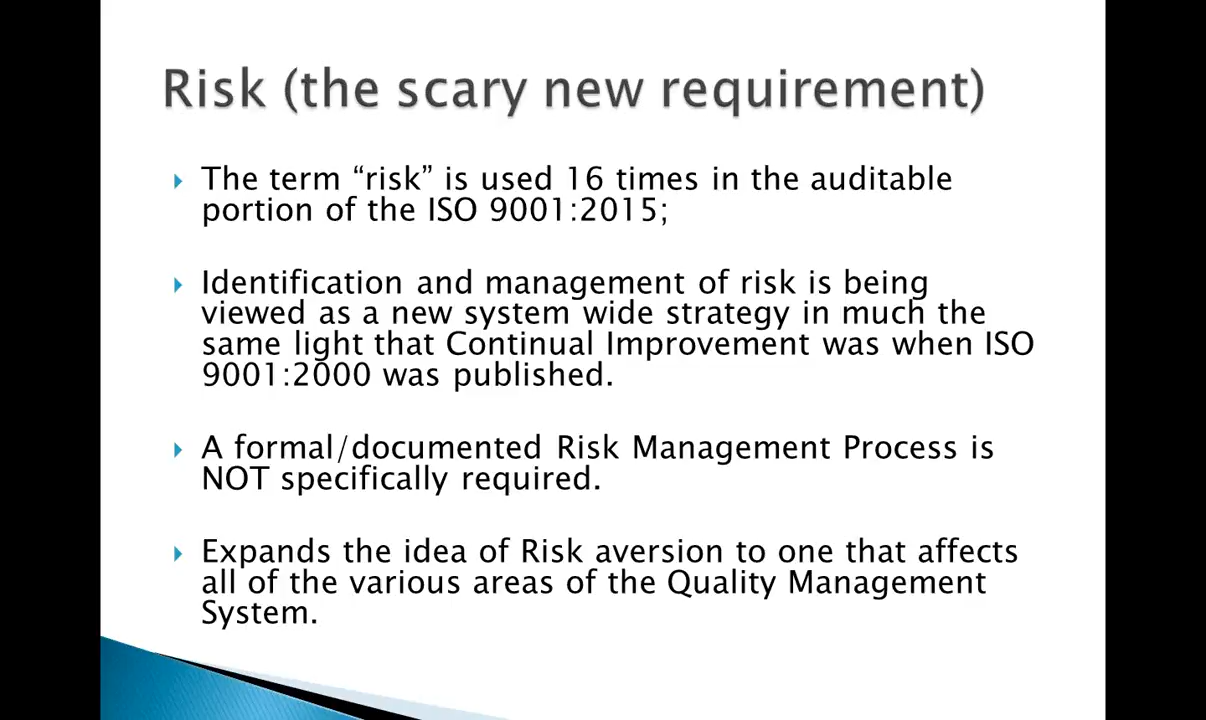 Risk (the scary new requirement)
The term “risk” is used 16 times in the auditable
portion of the ISO 9001:2015;
Identification and management of risk is being
viewed as a new system wide strategy in much the
same light that Continual Improvement was when ISO
9001:2000 was published.
A formal/documented Risk Management Process is
NOT specifically required.
Expands the idea of Risk aversion to one that affects
all of the various areas of the Quality Management
System.